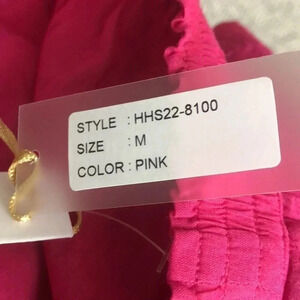 STYLE : HHS22-8100
SIZE : M
COLOR : PINK